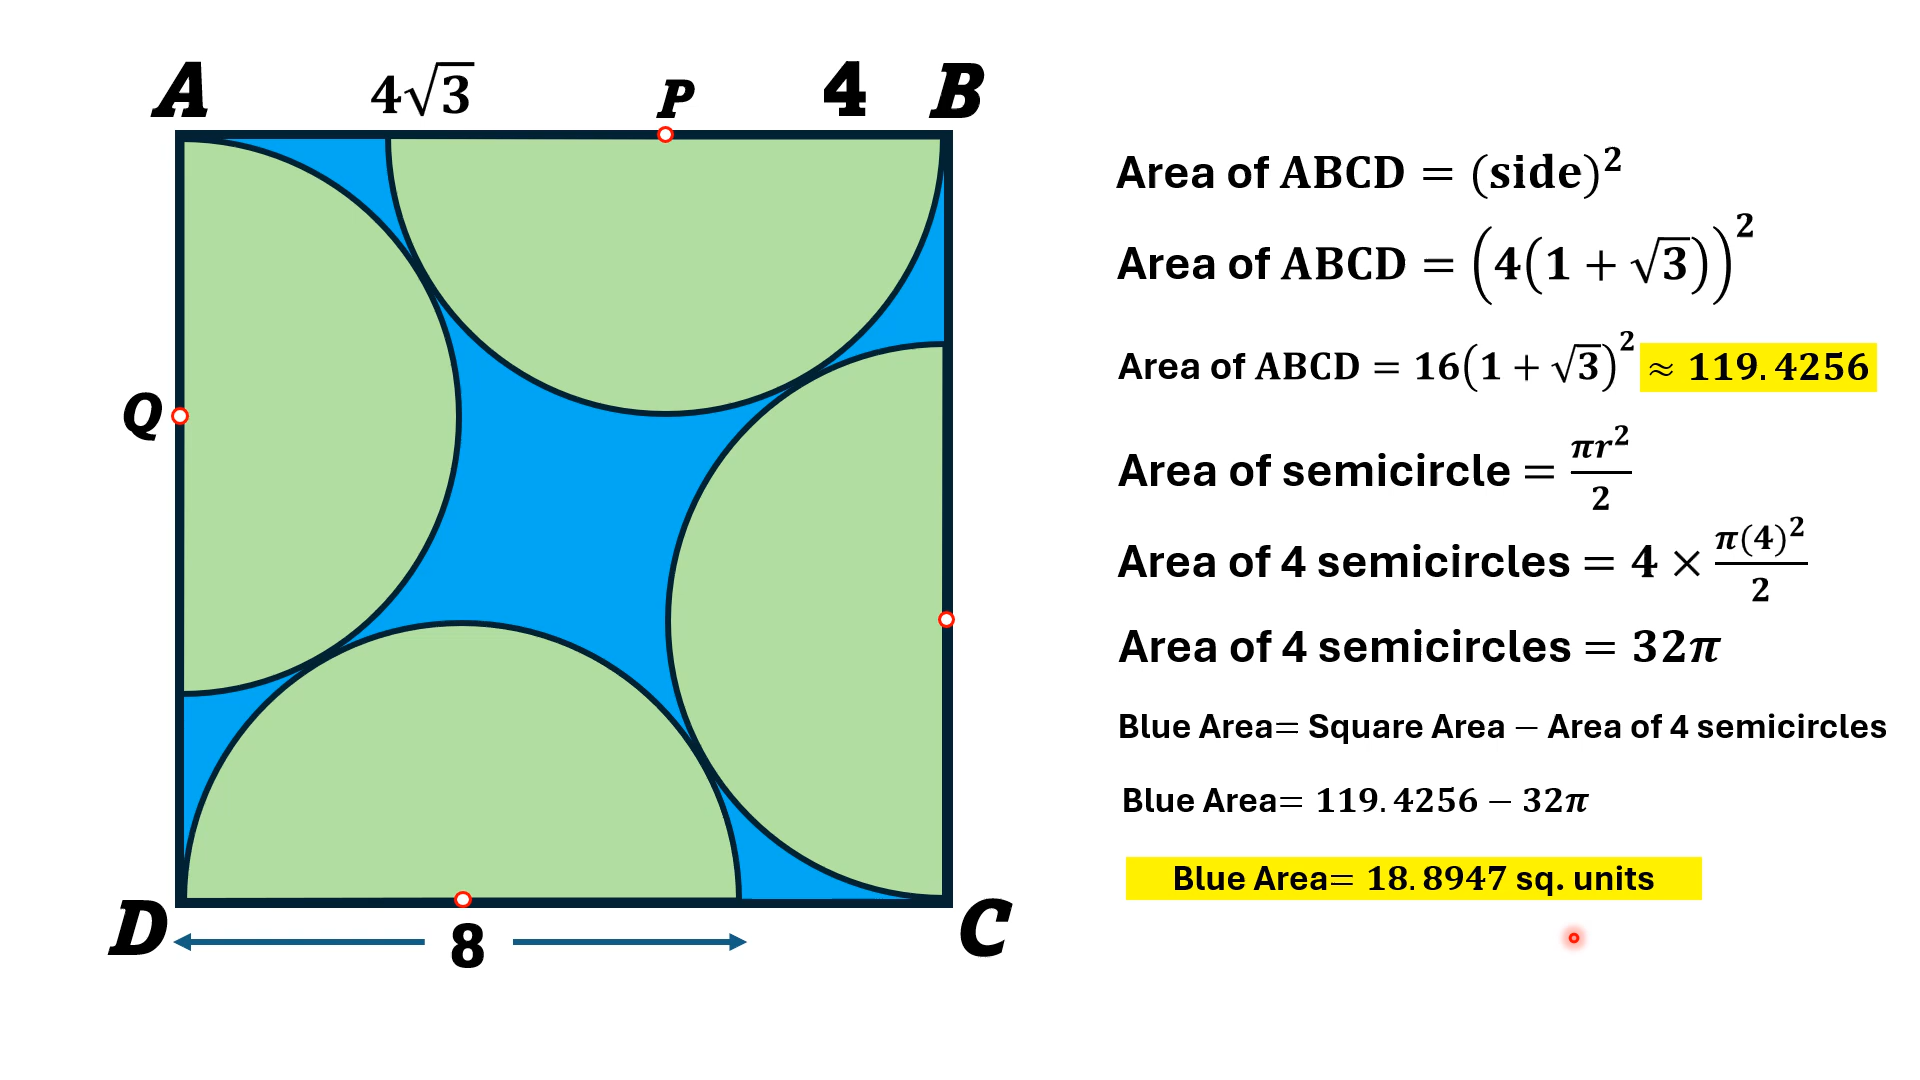 A 4√3 P 4 B
Q
D 8 C
Area of ABCD = (side)²
Area of ABCD = (4(1 + √3))²
Area of ABCD = 16(1 + √3)² ≈ 119.4256
Area of semicircle = πr²/2
Area of 4 semicircles = 4 × π(4)²/2
Area of 4 semicircles = 32π
Blue Area= Square Area − Area of 4 semicircles
Blue Area= 119.4256 − 32π
Blue Area= 18.8947 sq. units